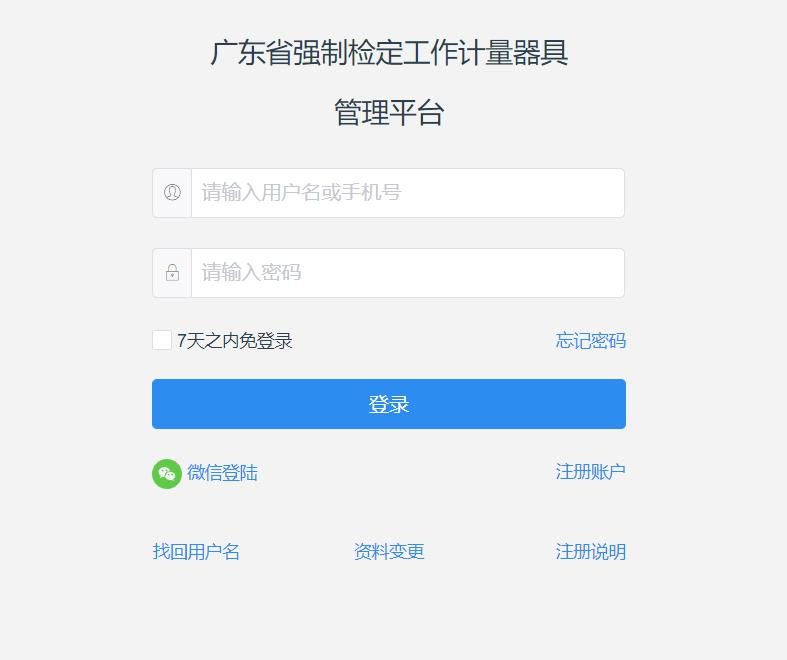 广东省强制检定工作计量器具
管理平台
请输入用户名或手机号
请输入密码
7天之内免登录 忘记密码
登录
微信登陆 注册账户
找回用户名 资料变更 注册说明